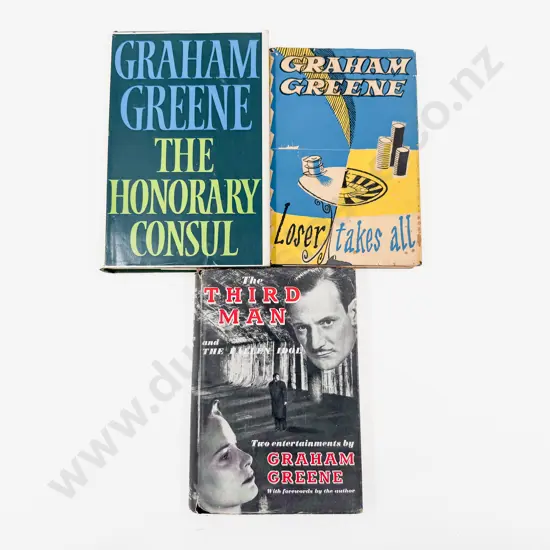 GRAHAM
GREENE
THE
HONORARY
CONSUL
GRAHAM
GREENE
Loser takes all
The
THIRD
MAN
and
THE FALLEN IDOL
Two entertainments by
GRAHAM
GREENE
With forewords by the author